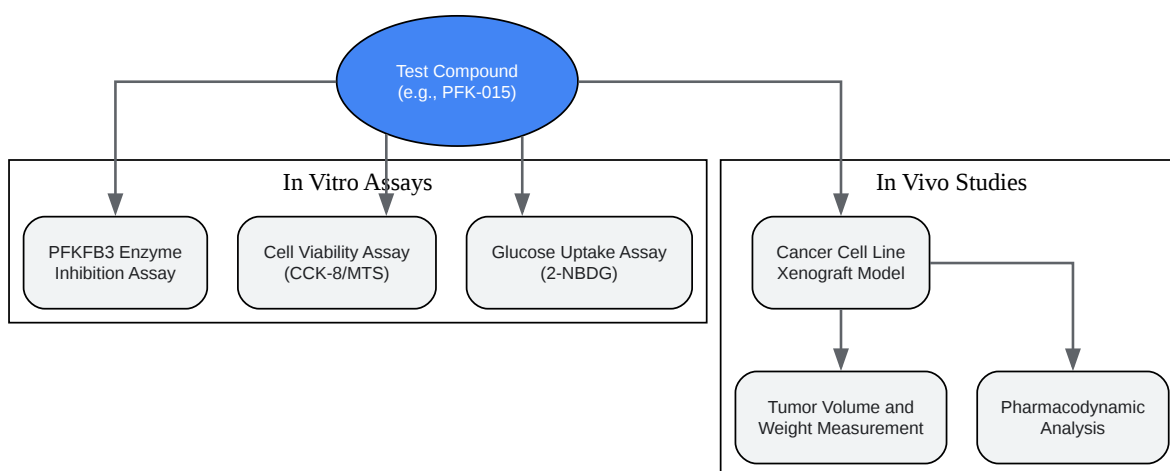 Test Compound
(e.g., PFK-015)
In Vitro Assays
PFKFB3 Enzyme
Inhibition Assay
Cell Viability Assay
(CCK-8/MTS)
Glucose Uptake Assay
(2-NBDG)
In Vivo Studies
Cancer Cell Line
Xenograft Model
Tumor Volume and
Weight Measurement
Pharmacodynamic
Analysis